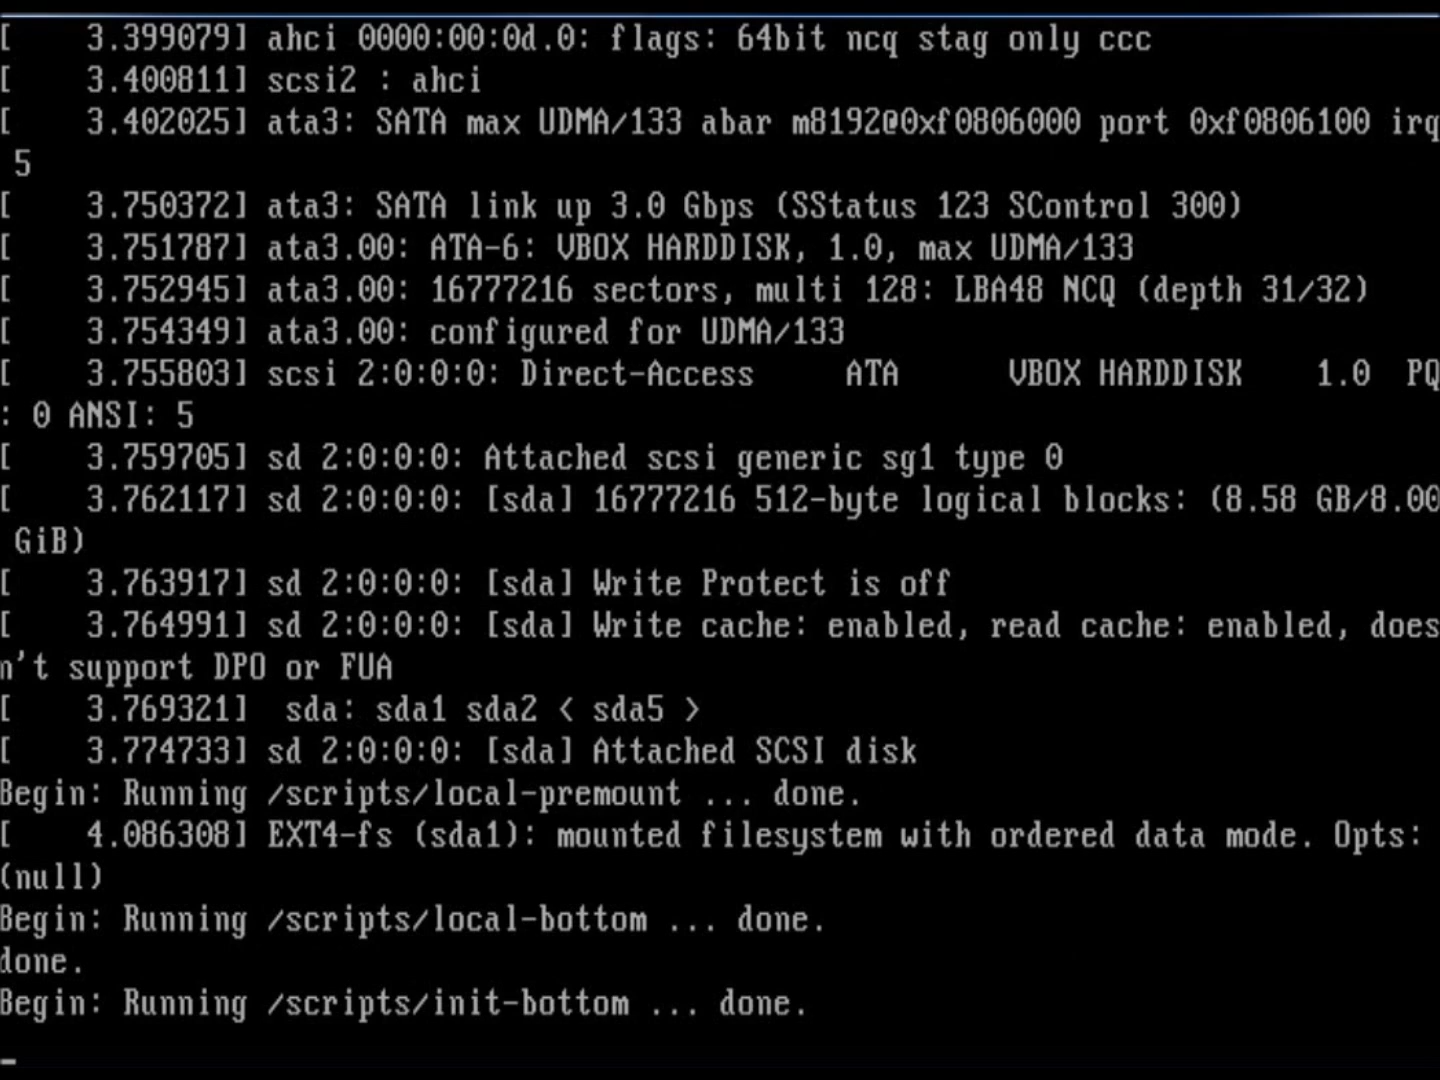 [    3.399079] ahci 0000:00:0d.0: flags: 64bit ncq stag only ccc
[    3.400811] scsi2 : ahci
[    3.402025] ata3: SATA max UDMA/133 abar m8192@0xf0806000 port 0xf0806100 irq
 5
[    3.750372] ata3: SATA link up 3.0 Gbps (SStatus 123 SControl 300)
[    3.751787] ata3.00: ATA-6: VBOX HARDDISK, 1.0, max UDMA/133
[    3.752945] ata3.00: 16777216 sectors, multi 128: LBA48 NCQ (depth 31/32)
[    3.754349] ata3.00: configured for UDMA/133
[    3.755803] scsi 2:0:0:0: Direct-Access     ATA      VBOX HARDDISK    1.0  PQ
: 0 ANSI: 5
[    3.759705] sd 2:0:0:0: Attached scsi generic sg1 type 0
[    3.762117] sd 2:0:0:0: [sda] 16777216 512-byte logical blocks: (8.58 GB/8.00
 GiB)
[    3.763917] sd 2:0:0:0: [sda] Write Protect is off
[    3.764991] sd 2:0:0:0: [sda] Write cache: enabled, read cache: enabled, does
n't support DPO or FUA
[    3.769321]  sda: sda1 sda2 < sda5 >
[    3.774733] sd 2:0:0:0: [sda] Attached SCSI disk
Begin: Running /scripts/local-premount ... done.
[    4.086308] EXT4-fs (sda1): mounted filesystem with ordered data mode. Opts:
(null)
Begin: Running /scripts/local-bottom ... done.
done.
Begin: Running /scripts/init-bottom ... done.